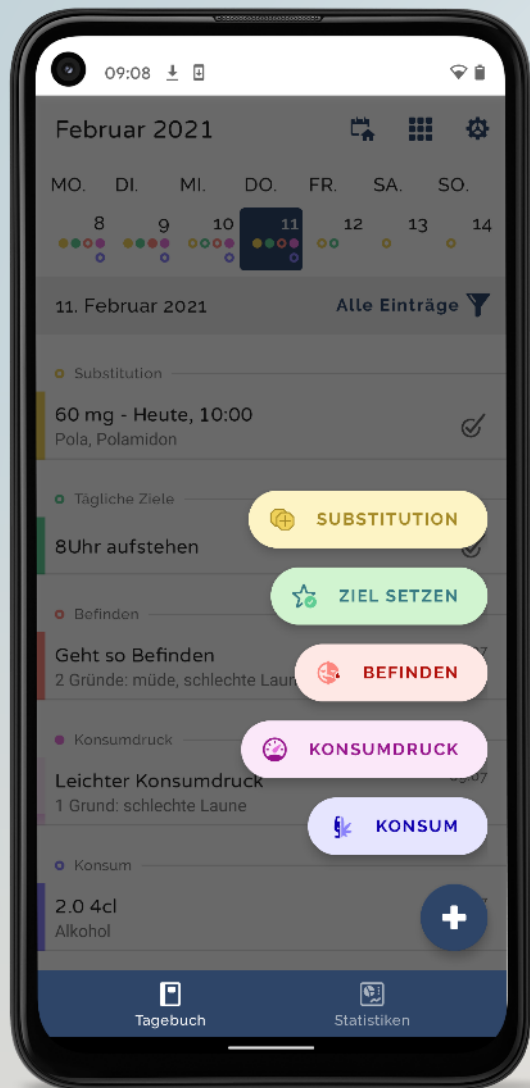 09:08
Februar 2021
MO. DI. MI. DO. FR. SA. SO.
8 9 10 11 12 13 14
11. Februar 2021 Alle Einträge
Substitution
60 mg - Heute, 10:00
Pola, Polamidon
SUBSTITUTION
Tägliche Ziele
8Uhr aufstehen
ZIEL SETZEN
Befinden
Geht so Befinden
2 Gründe: müde, schlechte
BEFINDEN
Konsumdruck
KONSUMDRUCK
Leichter Konsumdruck
1 Grund: schlechte Laune
KONSUM
Konsum
2.0 4cl
Alkohol
Tagebuch Statistiken